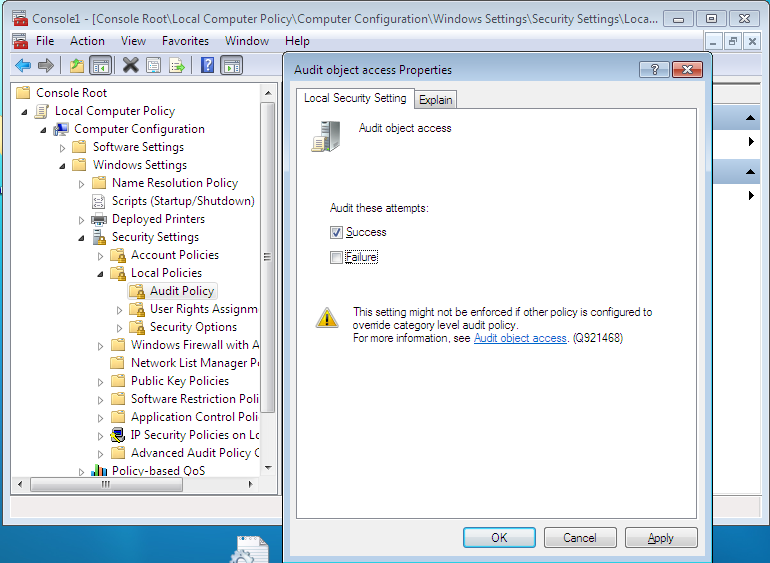 Console1 - [Console Root\Local Computer Policy\Computer Configuration\Windows Settings\Security Settings\Loca...
File Action View Favorites Window Help
Console Root
Local Computer Policy
Computer Configuration
Software Settings
Windows Settings
Name Resolution Policy
Scripts (Startup/Shutdown)
Deployed Printers
Security Settings
Account Policies
Local Policies
Audit Policy
User Rights Assignm
Security Options
Windows Firewall with A
Network List Manager P
Public Key Policies
Software Restriction Poli
Application Control Poli
IP Security Policies on Lo
Advanced Audit Policy C
Policy-based QoS
Audit object access Properties
Local Security Setting
Explain
Audit object access
Audit these attempts:
Success
Failure
This setting might not be enforced if other policy is configured to
override category level audit policy.
For more information, see Audit object access. (Q921468)
OK
Cancel
Apply